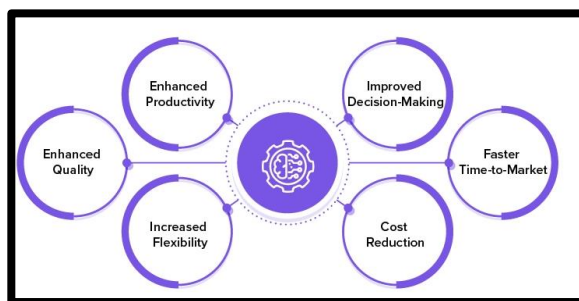 Enhanced
Productivity
Improved
Decision-Making
Enhanced
Quality
Faster
Time-to-Market
Increased
Flexibility
Cost
Reduction